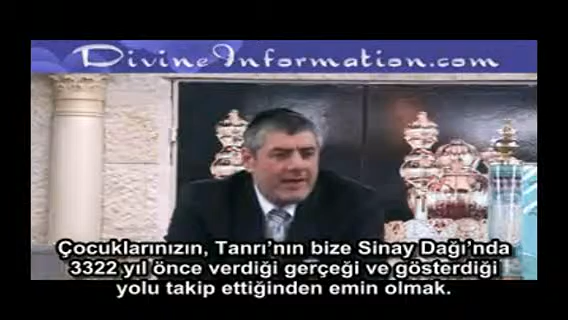 DivineInformation.com
Çocuklarınızın, Tanrı'nın bize Sinay Dağı'nda
3322 yıl önce verdiği gerçeği ve gösterdiği
yolu takip ettiğinden emin olmak.